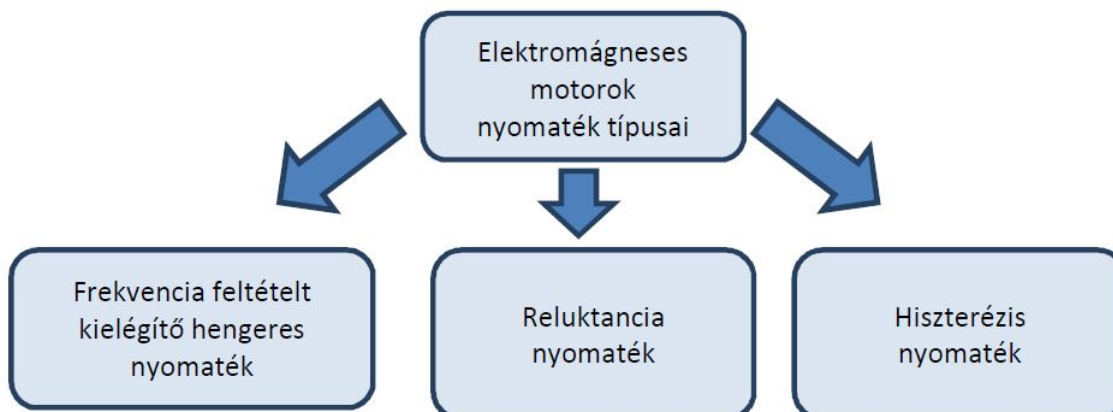 Elektromágneses
motorok
nyomaték típusai
Frekvencia feltételt
kielégítő hengeres
nyomaték
Reluktancia
nyomaték
Hiszterézis
nyomaték